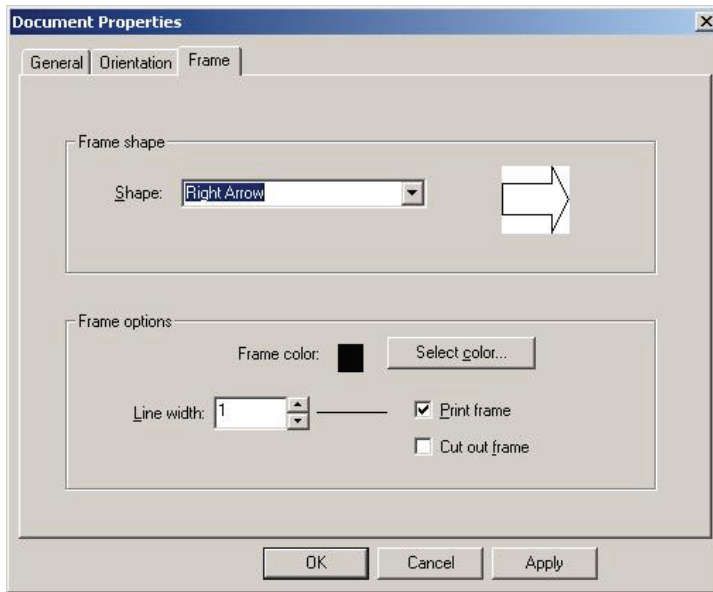 Document Properties
General Orientation Frame
Frame shape
Shape: Right Arrow
Frame options
Frame color: Select color...
Line width: 1 Print frame
Cut out frame
OK Cancel Apply